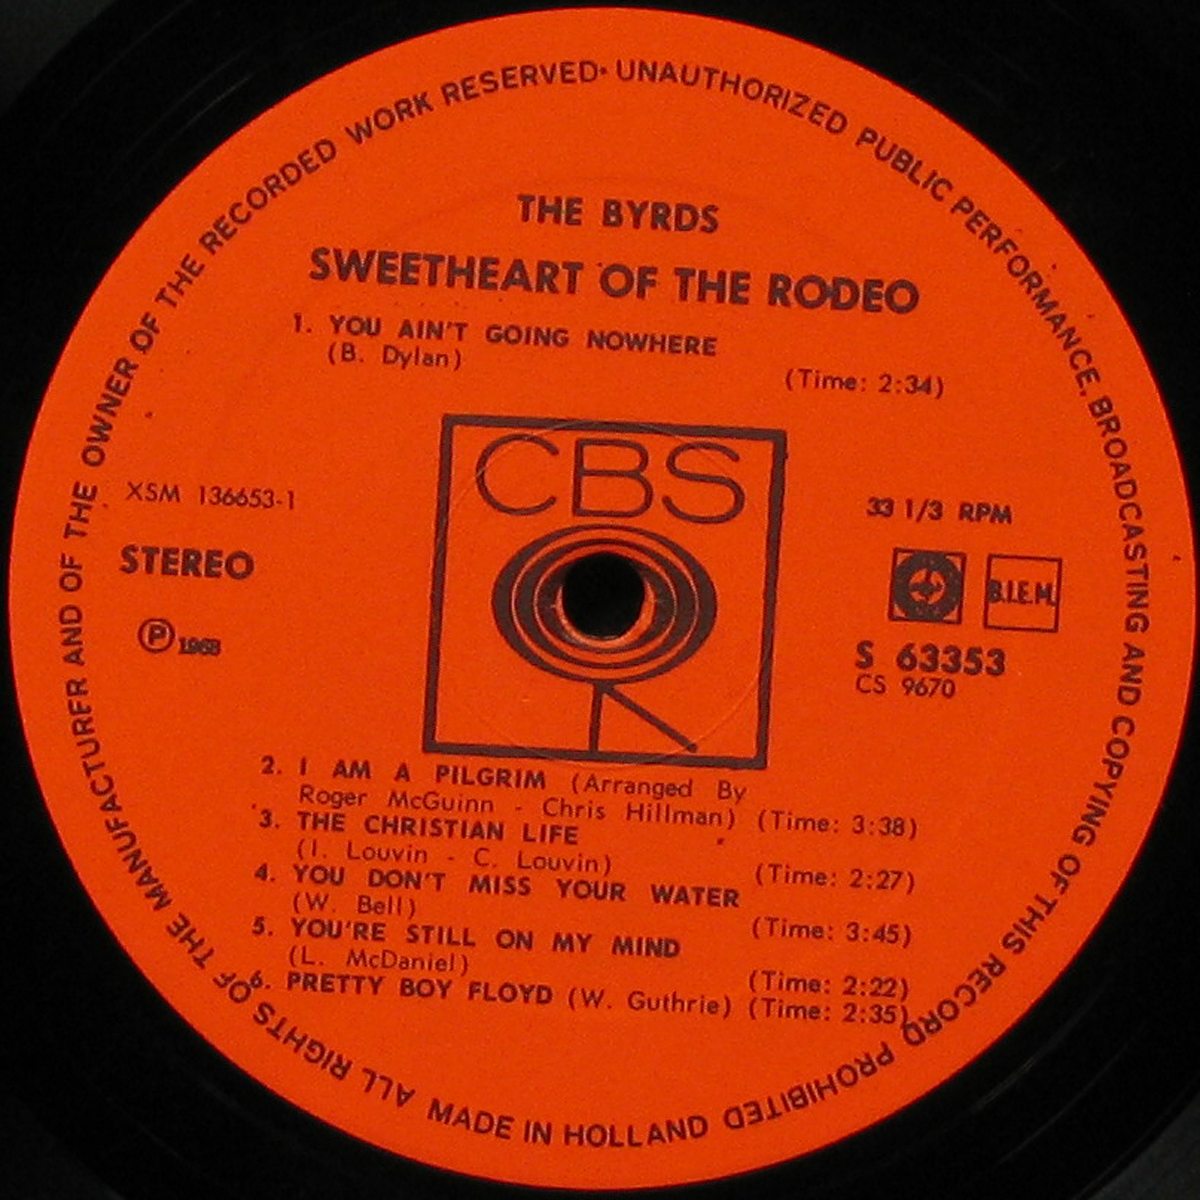 ALL RIGHTS OF THE MANUFACTURER AND OF THE OWNER OF THE RECORDED WORK RESERVED · UNAUTHORIZED PUBLIC PERFORMANCE, BROADCASTING AND COPYING OF THIS RECORD PROHIBITED
THE BYRDS
SWEETHEART OF THE RODEO
1. YOU AIN'T GOING NOWHERE
(B. Dylan)
(Time: 2:34)
CBS
XSM 136653-1
33 1/3 RPM
STEREO
B.I.E.M.
Ⓟ 1968
S 63353
CS 9670
2. I AM A PILGRIM (Arranged By
Roger McGuinn - Chris Hillman) (Time: 3:38)
3. THE CHRISTIAN LIFE
(I. Louvin - C. Louvin) (Time: 2:27)
4. YOU DON'T MISS YOUR WATER
(W. Bell) (Time: 3:45)
5. YOU'RE STILL ON MY MIND
(L. McDaniel) (Time: 2:22)
6. PRETTY BOY FLOYD (W. Guthrie) (Time: 2:35)
MADE IN HOLLAND